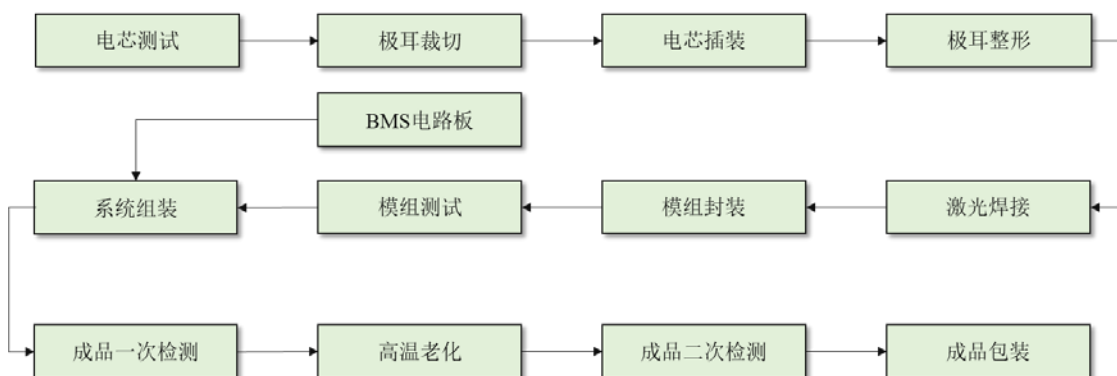 电芯测试
极耳裁切
电芯插装
极耳整形
BMS电路板
系统组装
模组测试
模组封装
激光焊接
成品一次检测
高温老化
成品二次检测
成品包装